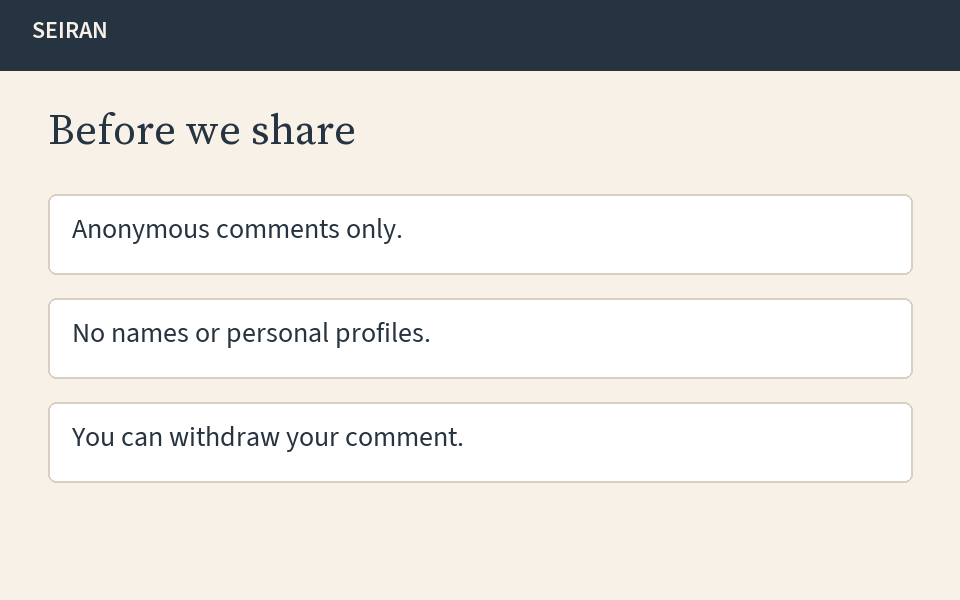 SEIRAN
Before we share
Anonymous comments only.
No names or personal profiles.
You can withdraw your comment.